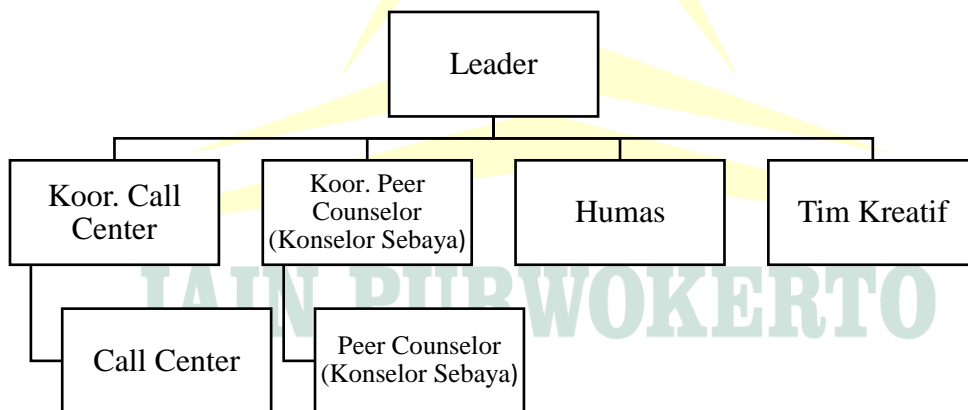 Leader
Koor. Call
Center
Koor. Peer
Counselor
(Konselor Sebaya)
Humas
Tim Kreatif
IAIN PURWOKERTO
Call Center
Peer Counselor
(Konselor Sebaya)